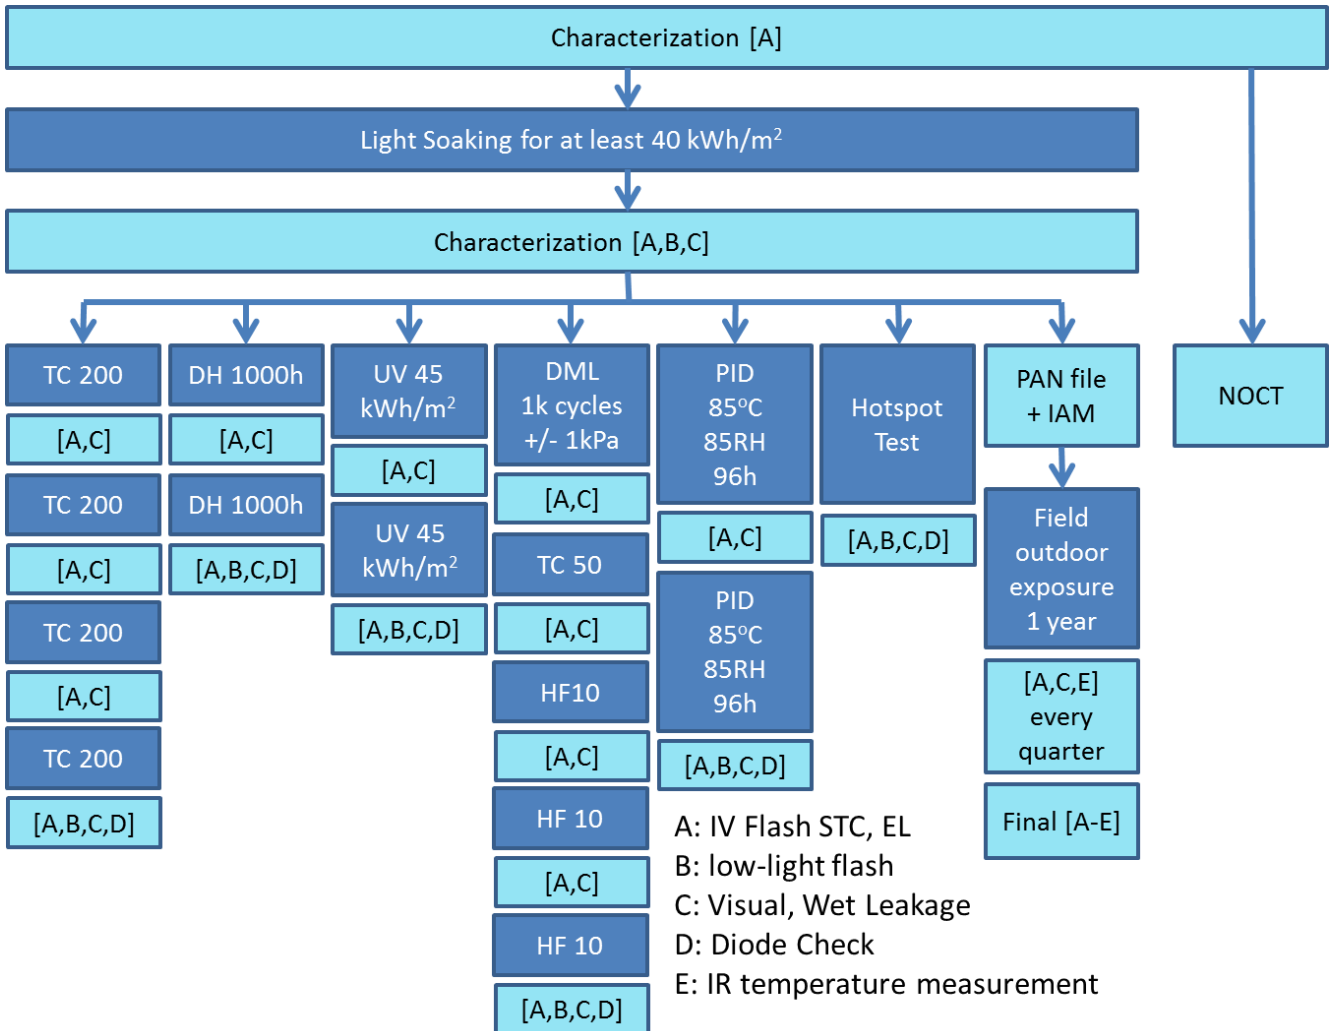 Characterization [A]
Light Soaking for at least 40 kWh/m²
Characterization [A,B,C]
TC 200
[A,C]
TC 200
[A,C]
TC 200
[A,C]
TC 200
[A,B,C,D]
DH 1000h
[A,C]
DH 1000h
[A,B,C,D]
UV 45
kWh/m²
[A,C]
UV 45
kWh/m²
[A,B,C,D]
DML
1k cycles
+/- 1kPa
[A,C]
TC 50
[A,C]
HF10
[A,C]
HF 10
[A,C]
HF 10
[A,B,C,D]
PID
85°C
85RH
96h
[A,C]
PID
85°C
85RH
96h
[A,B,C,D]
Hotspot
Test
[A,B,C,D]
PAN file
+ IAM
Field
outdoor
exposure
1 year
[A,C,E]
every
quarter
Final [A-E]
NOCT
A: IV Flash STC, EL
B: low-light flash
C: Visual, Wet Leakage
D: Diode Check
E: IR temperature measurement